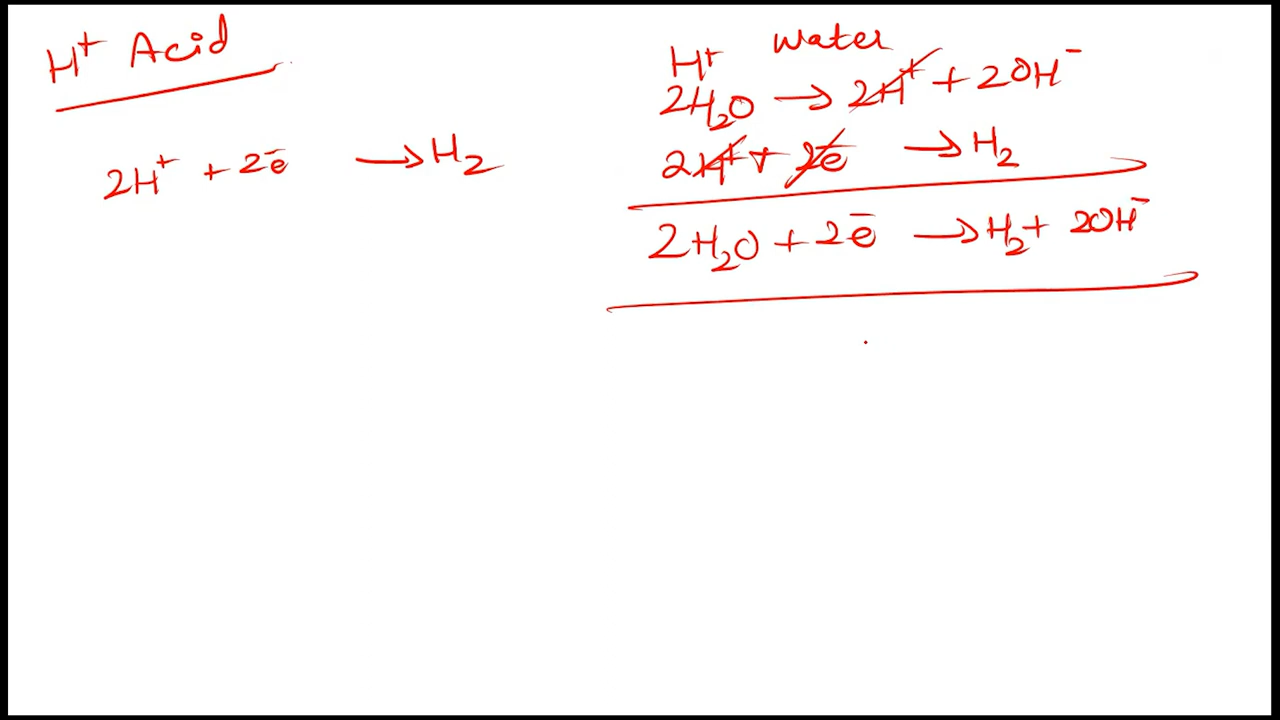 H⁺ Acid
2H⁺ + 2e⁻ → H₂
H⁺ Water
2H₂O → 2H⁺ + 2OH⁻
2H⁺ + 2e⁻ → H₂
2H₂O + 2e⁻ → H₂ + 2OH⁻